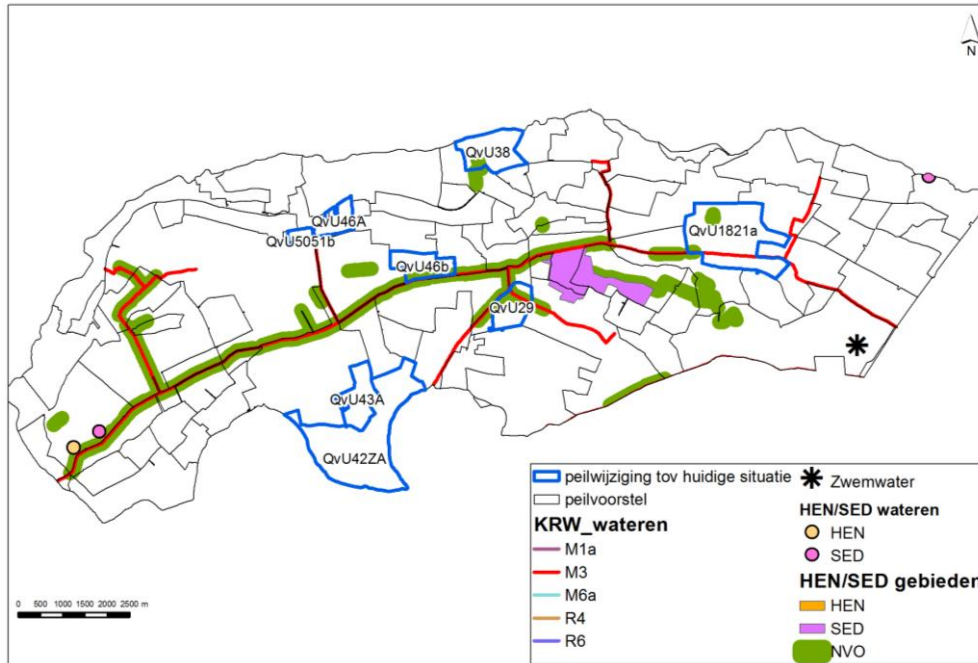 N
QvU38
QvU46A
QvU5051b
QvU1821a
QvU46b
QvU29
QvU43A
QvU42ZA
0 500 1000 1500 2000 2500 m
peilwijziging tov huidige situatie
peilvoorstel
KRW_wateren
M1a
M3
M6a
R4
R6
Zwemwater
HEN/SED wateren
HEN
SED
HEN/SED gebieden
HEN
SED
NVO